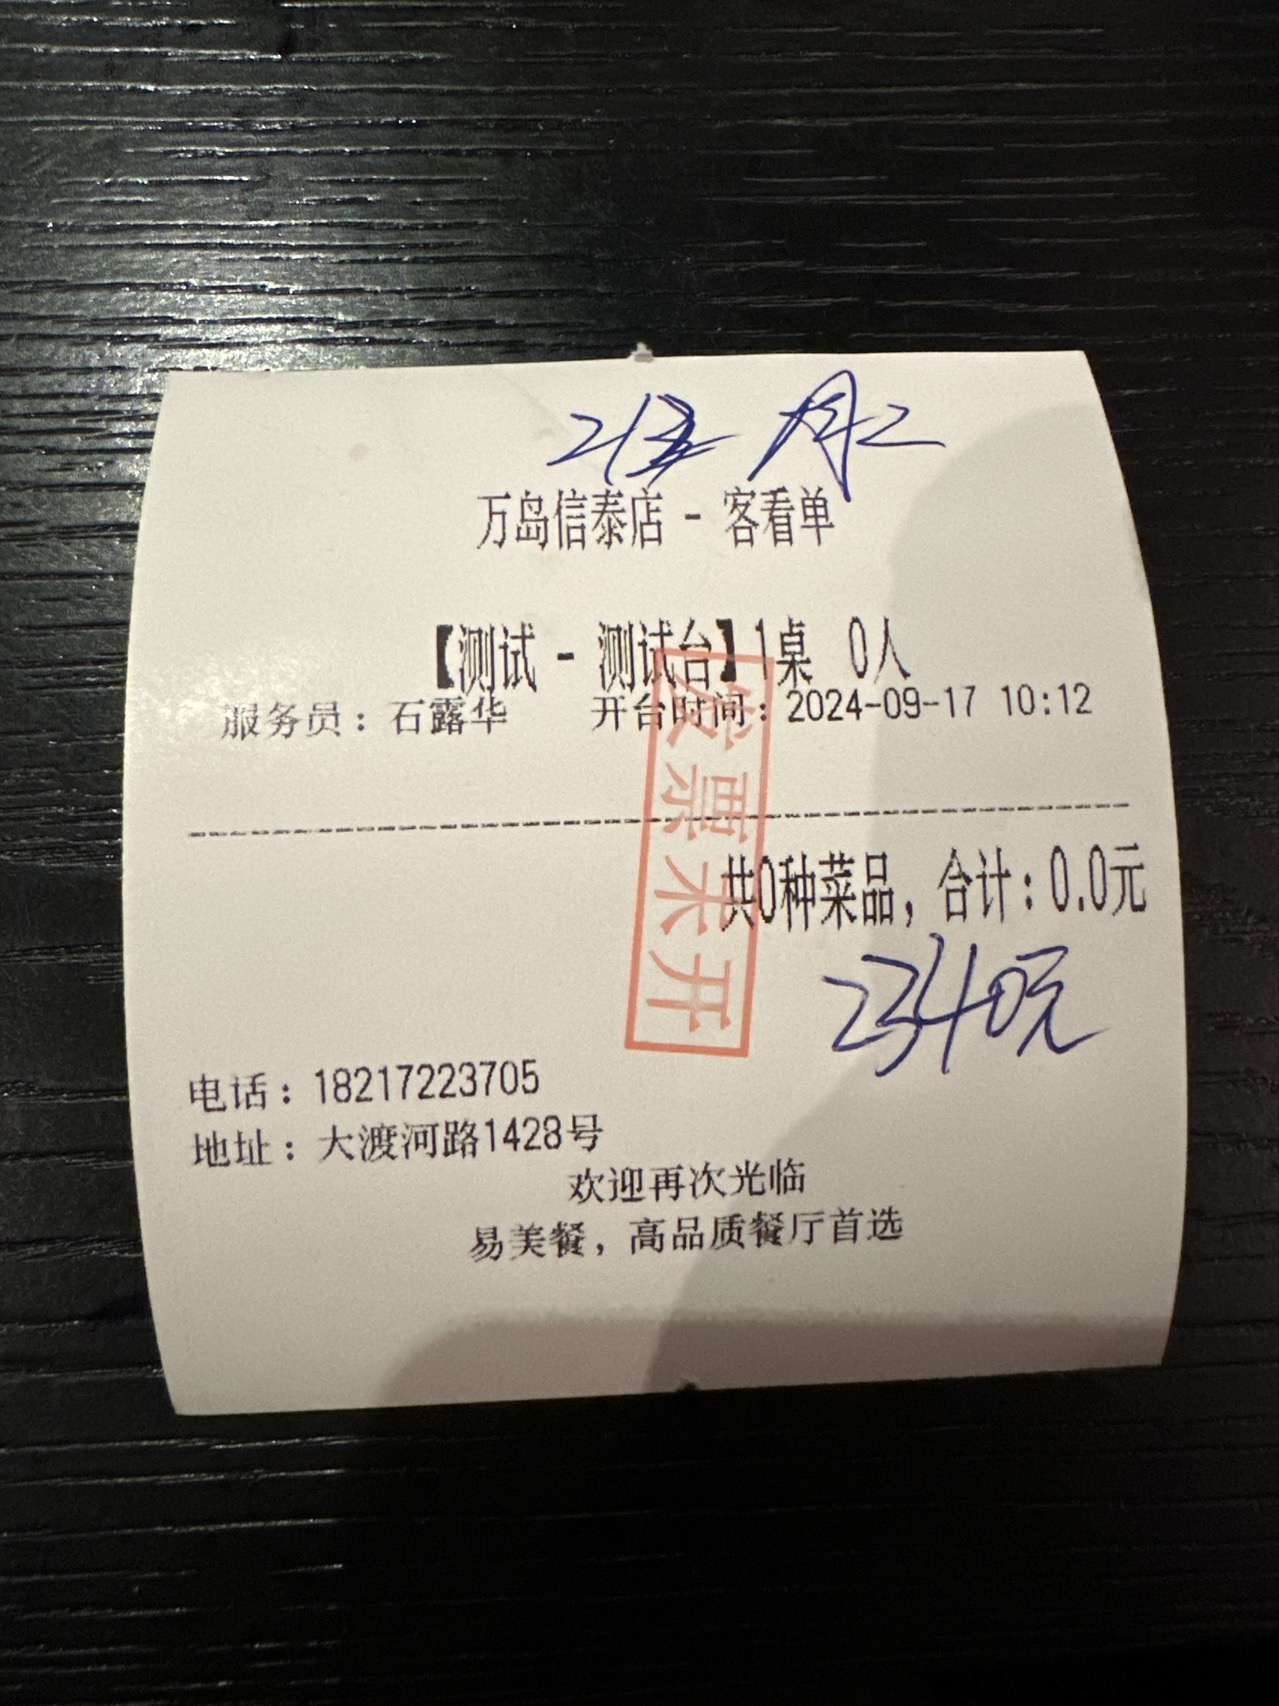 万岛信泰店 - 客看单
【测试 - 测试台】1桌 0人
服务员：石露华 开台时间：2024-09-17 10:12
发票未开
共0种菜品，合计：0.0元
2340元
电话：18217223705
地址：大渡河路1428号
欢迎再次光临
易美餐，高品质餐厅首选